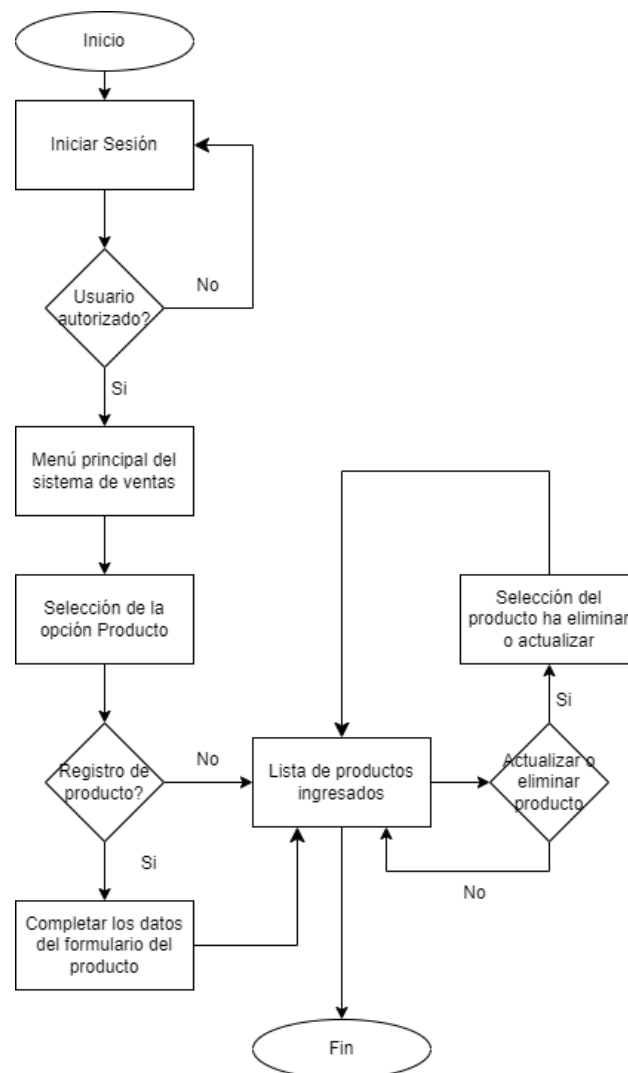 Inicio
Iniciar Sesión
Usuario
autorizado?
No
Si
Menú principal del
sistema de ventas
Selección de la
opción Producto
Registro de
producto?
No
Si
Completar los datos
del formulario del
producto
Lista de productos
ingresados
Selección del
producto ha eliminar
o actualizar
Si
Actualizar o
eliminar
producto
No
Fin